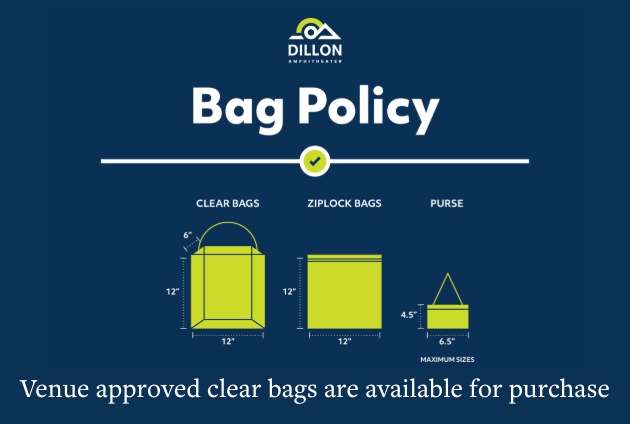 DILLON
AMPHITHEATER
Bag Policy
CLEAR BAGS
ZIPLOCK BAGS
PURSE
6"
12"
12"
12"
12"
4.5"
6.5"
MAXIMUM SIZES
Venue approved clear bags are available for purchase